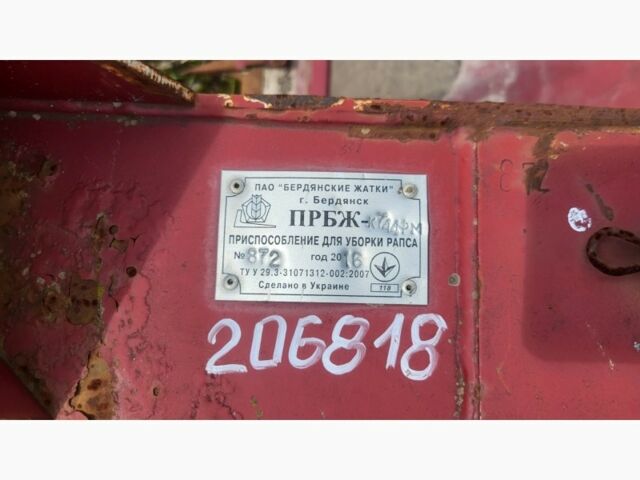 ПАО "БЕРДЯНСКИЕ ЖАТКИ"
г. Бердянск
ПРБЖ-
ПРИСПОСОБЛЕНИЕ ДЛЯ УБОРКИ РАПСА
№ 872 год 2016
ТУ У 29.3-31071312-002:2007
Сделано в Украине
118
206818